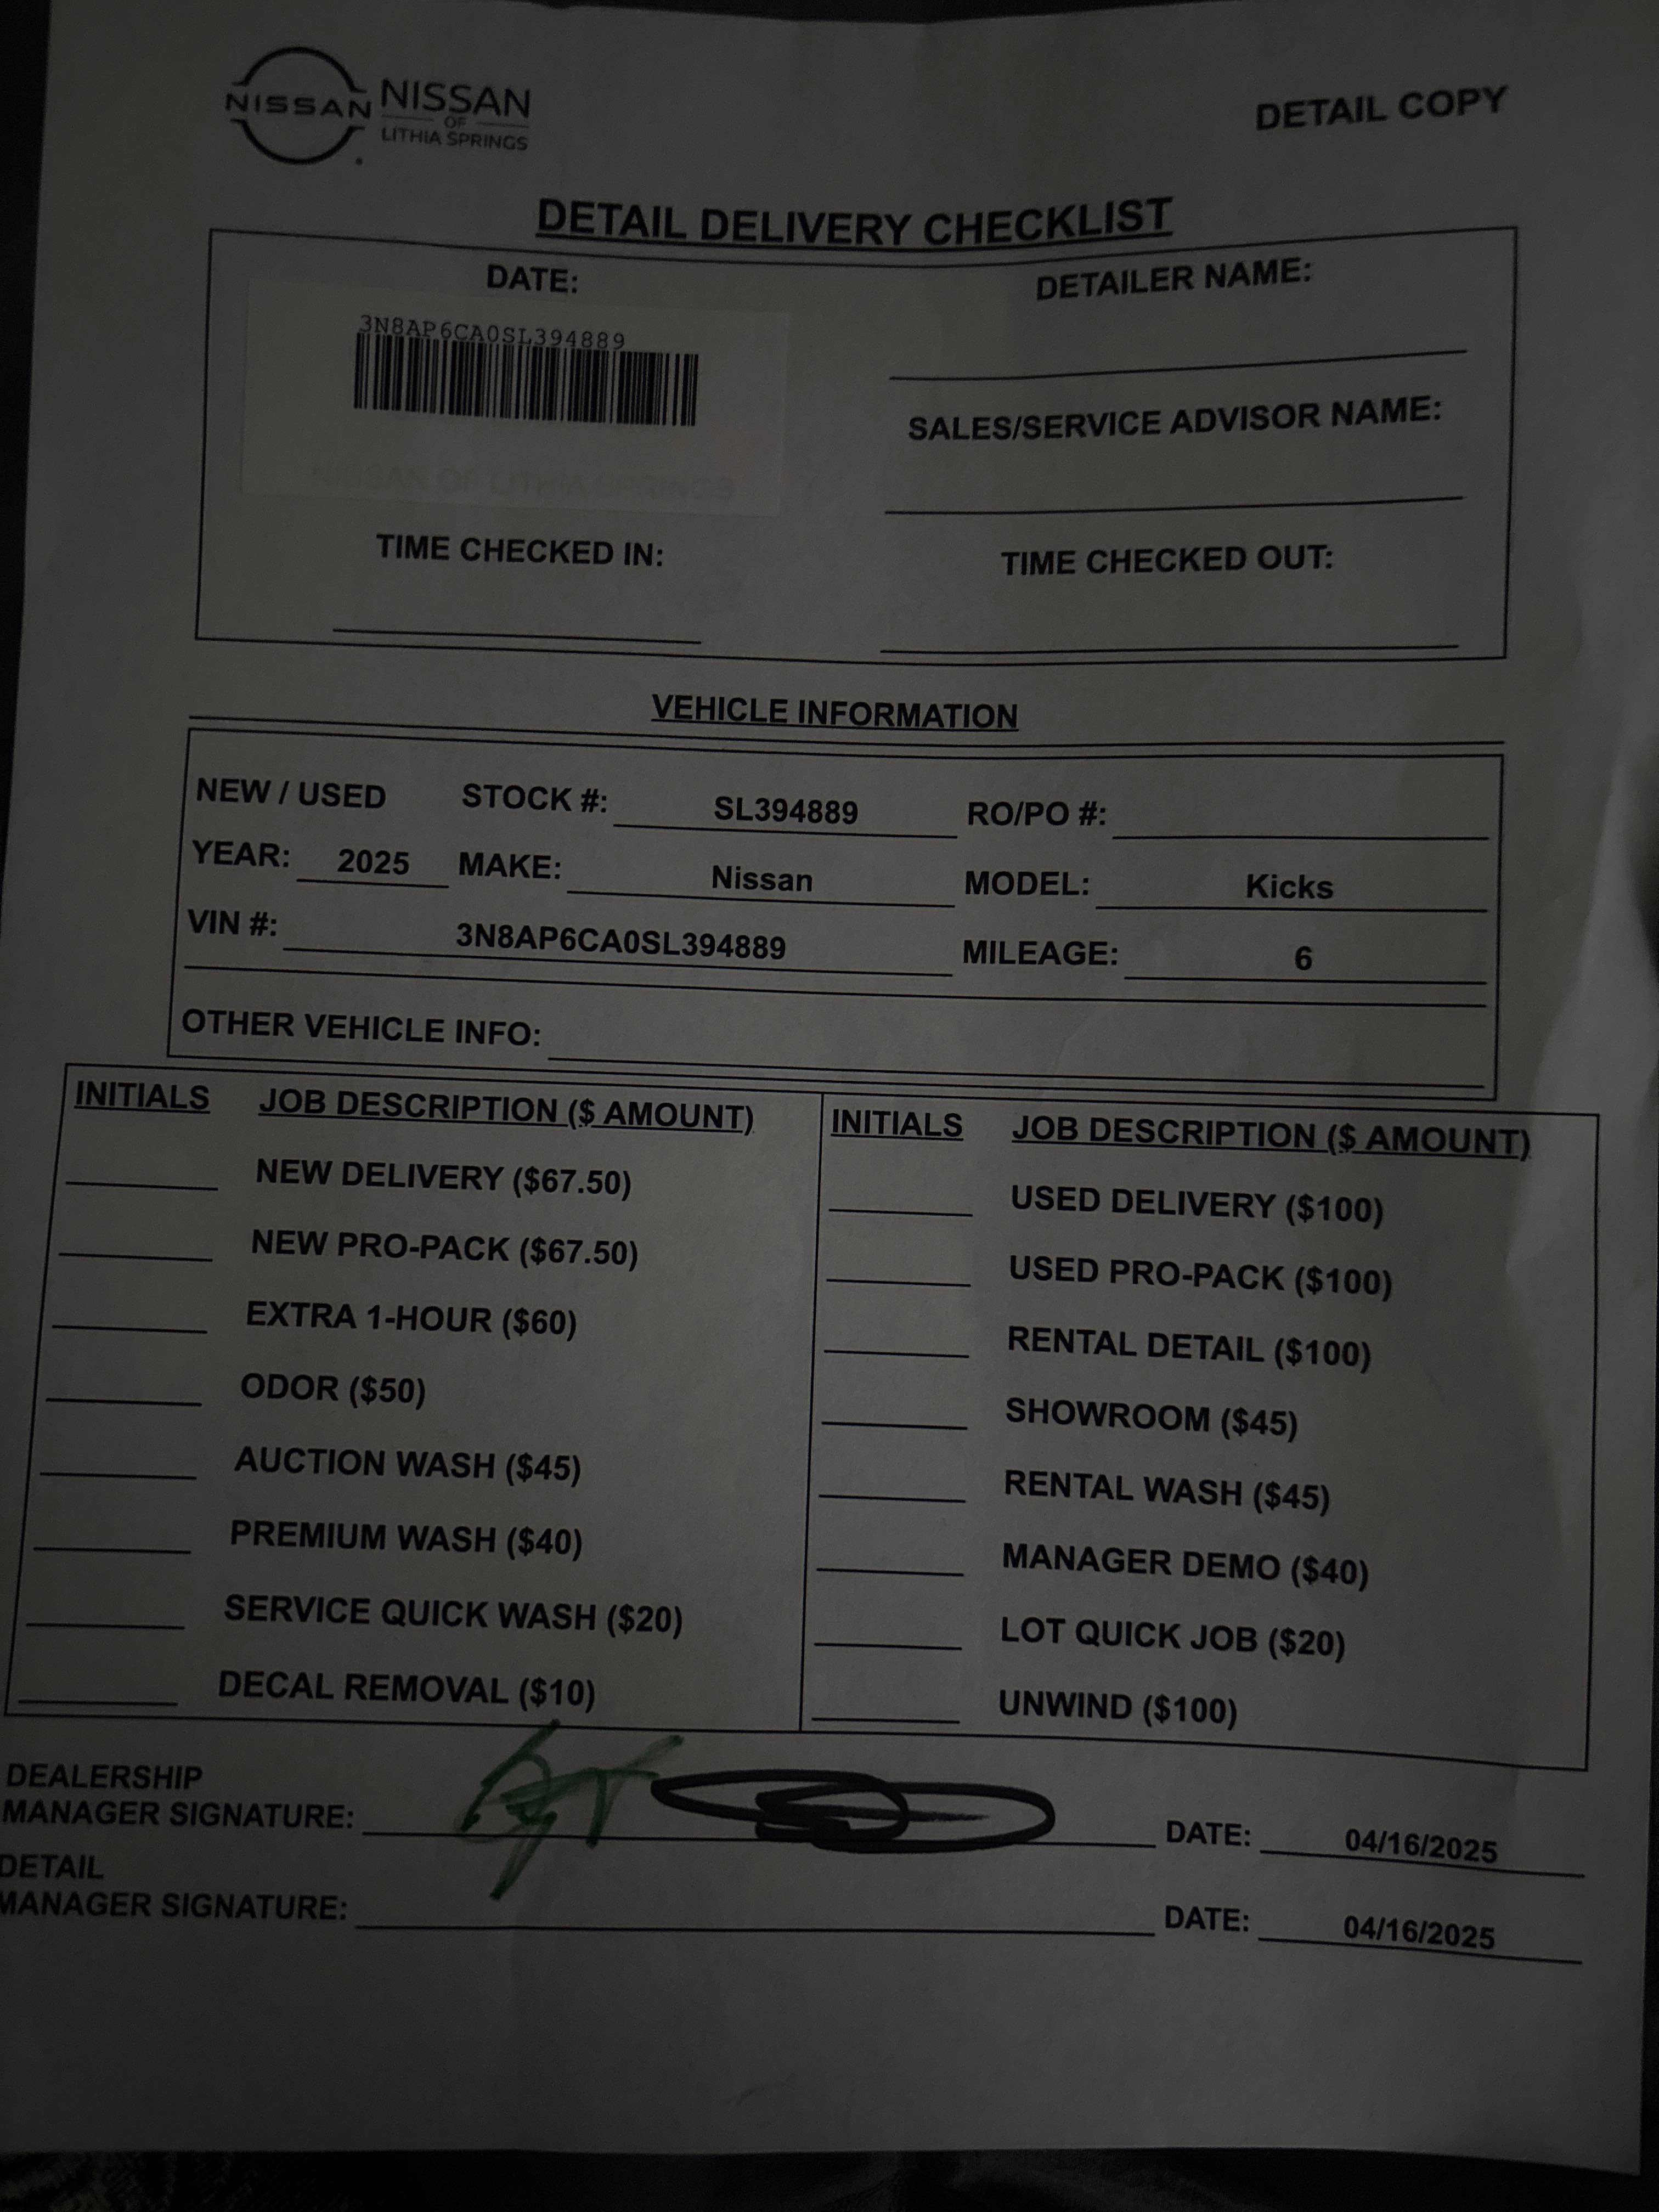 NISSAN NISSAN
OF
LITHIA SPRINGS
DETAIL COPY
DETAIL DELIVERY CHECKLIST
DATE:
DETAILER NAME:
3N8AP6CA0SL394889
SALES/SERVICE ADVISOR NAME:
NISSAN OF LITHIA SPRINGS
TIME CHECKED IN:
TIME CHECKED OUT:
VEHICLE INFORMATION
NEW / USED STOCK #: SL394889 RO/PO #:
YEAR: 2025 MAKE: Nissan MODEL: Kicks
VIN #: 3N8AP6CA0SL394889 MILEAGE: 6
OTHER VEHICLE INFO:
INITIALS JOB DESCRIPTION ($ AMOUNT)
NEW DELIVERY ($67.50)
NEW PRO-PACK ($67.50)
EXTRA 1-HOUR ($60)
ODOR ($50)
AUCTION WASH ($45)
PREMIUM WASH ($40)
SERVICE QUICK WASH ($20)
DECAL REMOVAL ($10)
INITIALS JOB DESCRIPTION ($ AMOUNT)
USED DELIVERY ($100)
USED PRO-PACK ($100)
RENTAL DETAIL ($100)
SHOWROOM ($45)
RENTAL WASH ($45)
MANAGER DEMO ($40)
LOT QUICK JOB ($20)
UNWIND ($100)
DEALERSHIP
MANAGER SIGNATURE: DATE: 04/16/2025
DETAIL
MANAGER SIGNATURE: DATE: 04/16/2025